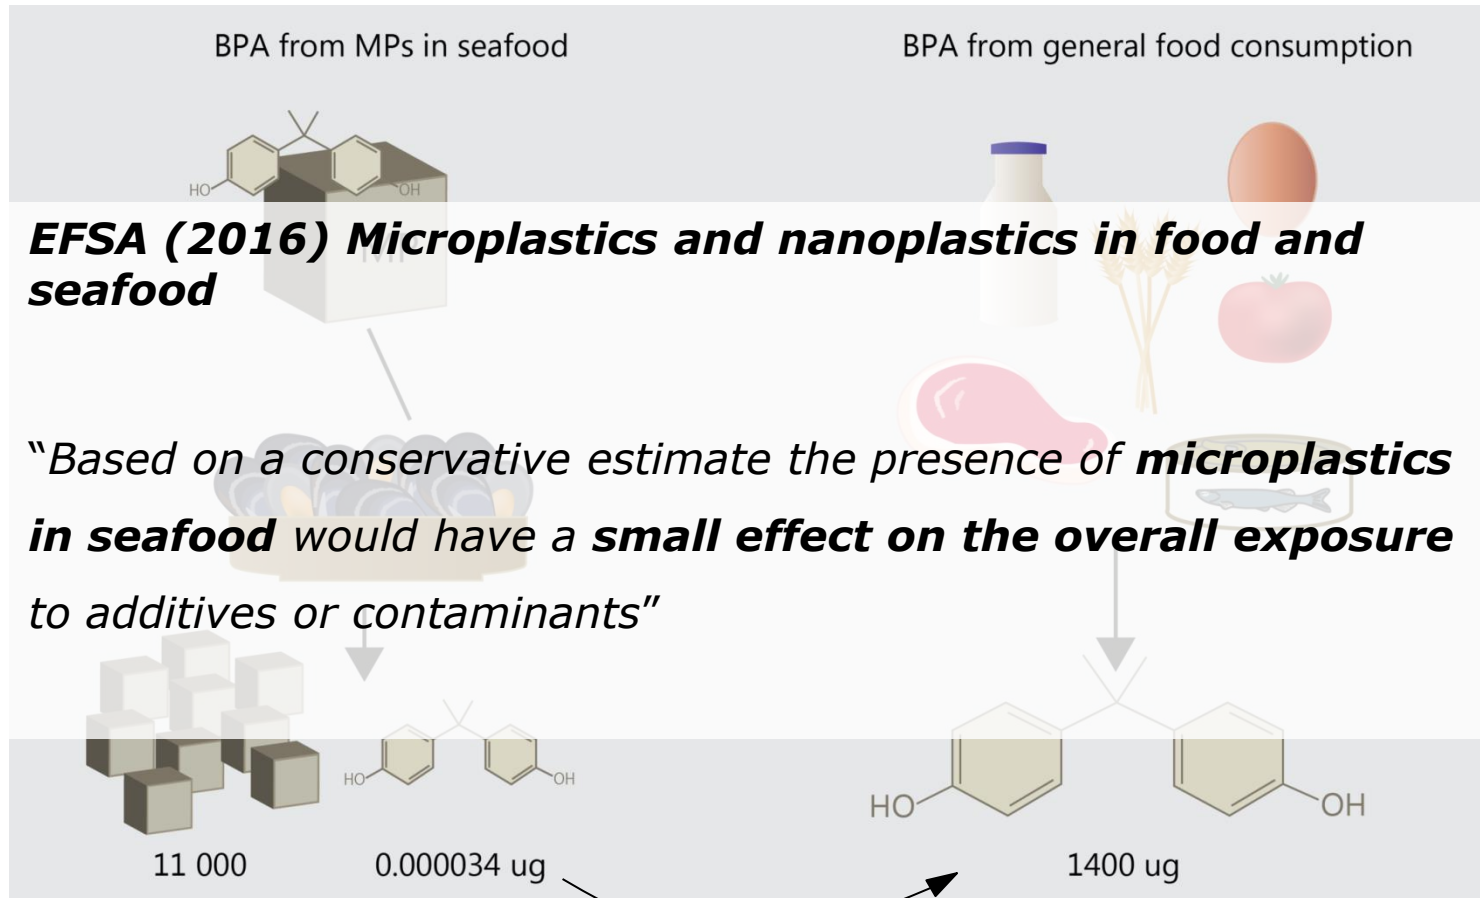 BPA from MPs in seafood
BPA from general food consumption
HO
OH
EFSA (2016) Microplastics and nanoplastics in food and
seafood
MP
“Based on a conservative estimate the presence of microplastics
in seafood would have a small effect on the overall exposure
to additives or contaminants”
HO
OH
HO
OH
11 000
0.000034 ug
1400 ug